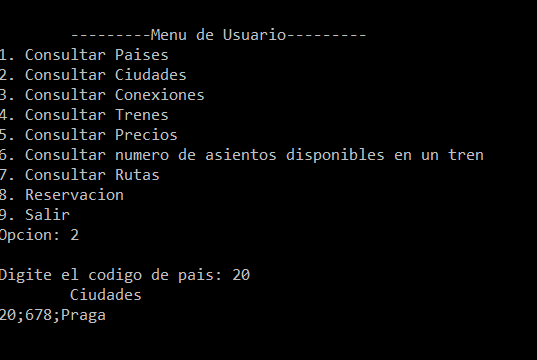 ---------Menu de Usuario---------
1. Consultar Paises
2. Consultar Ciudades
3. Consultar Conexiones
4. Consultar Trenes
5. Consultar Precios
6. Consultar numero de asientos disponibles en un tren
7. Consultar Rutas
8. Reservacion
9. Salir
Opcion: 2
Digite el codigo de pais: 20
Ciudades
20;678;Praga